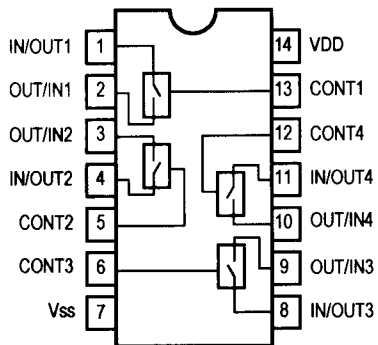 IN/OUT1 1 14 VDD
OUT/IN1 2 13 CONT1
OUT/IN2 3 12 CONT4
IN/OUT2 4 11 IN/OUT4
CONT2 5 10 OUT/IN4
CONT3 6 9 OUT/IN3
Vss 7 8 IN/OUT3